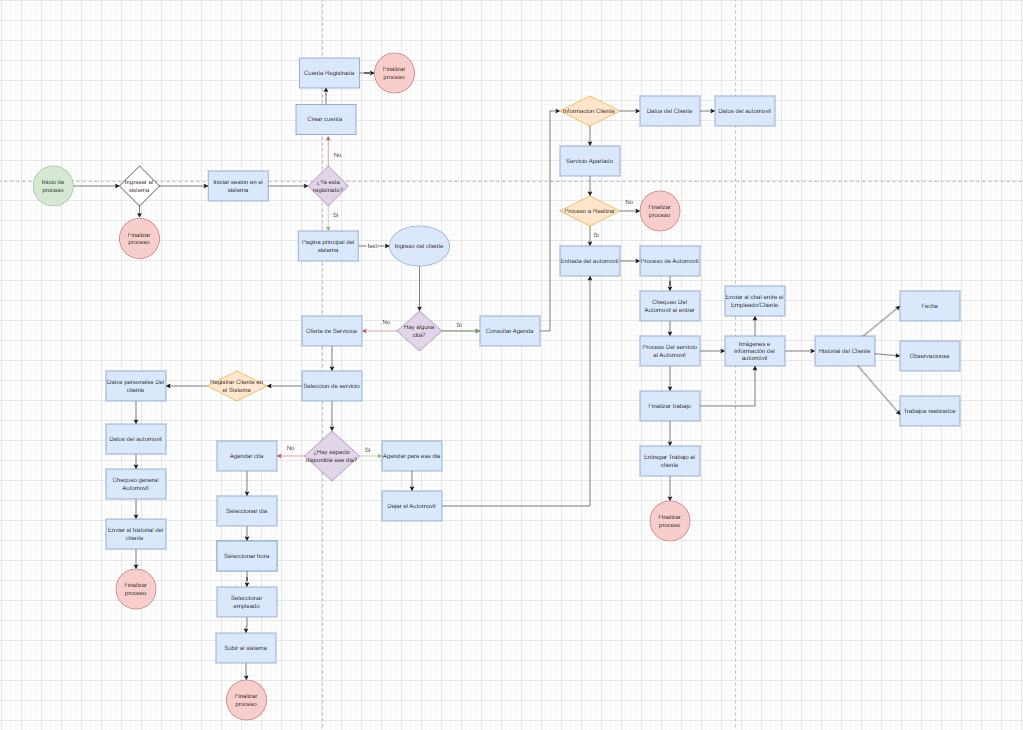 Cuenta Registrada
Finalizar
proceso
Crear cuenta
No
Inicio de
proceso
Ingresar al
sistema
Iniciar sesion en el
sistema
¿Ya esta
registrado?
Finalizar
proceso
Si
Pagina principal del
sistema
text
Ingreso del cliente
Informacion Cliente
Datos del Cliente
Datos del automovil
Servicio Apartado
Proceso a Realizar
No
Finalizar
proceso
Si
Entrada del automovil
Proceso de Automovil
Chequeo Del
Automovil al entrar
Enviar al chat entre el
Empleado/Cliente
Fecha
Oferta de Servicios
No
Hay alguna
cita?
Si
Consultar Agenda
Proceso Del servicio
al Automovil
Imágenes e
información del
automóvil
Historial del Cliente
Observaciones
Datos personales Del
cliente
Registrar Cliente en
el Sistema
Seleccion de servicio
Finalizar trabajo
Trabajos realizados
Datos del automovil
Agendar cita
No
¿Hay espacio
disponible ese dia?
Si
Agendar para ese dia
Entregar Trabajo al
cliente
Chequeo general
Automovil
Seleccionar dia
Dejar el Automovil
Finalizar
proceso
Enviar al historial del
cliente
Seleccionar hora
Finalizar
proceso
Seleccionar
empleado
Subir al sistema
Finalizar
proceso